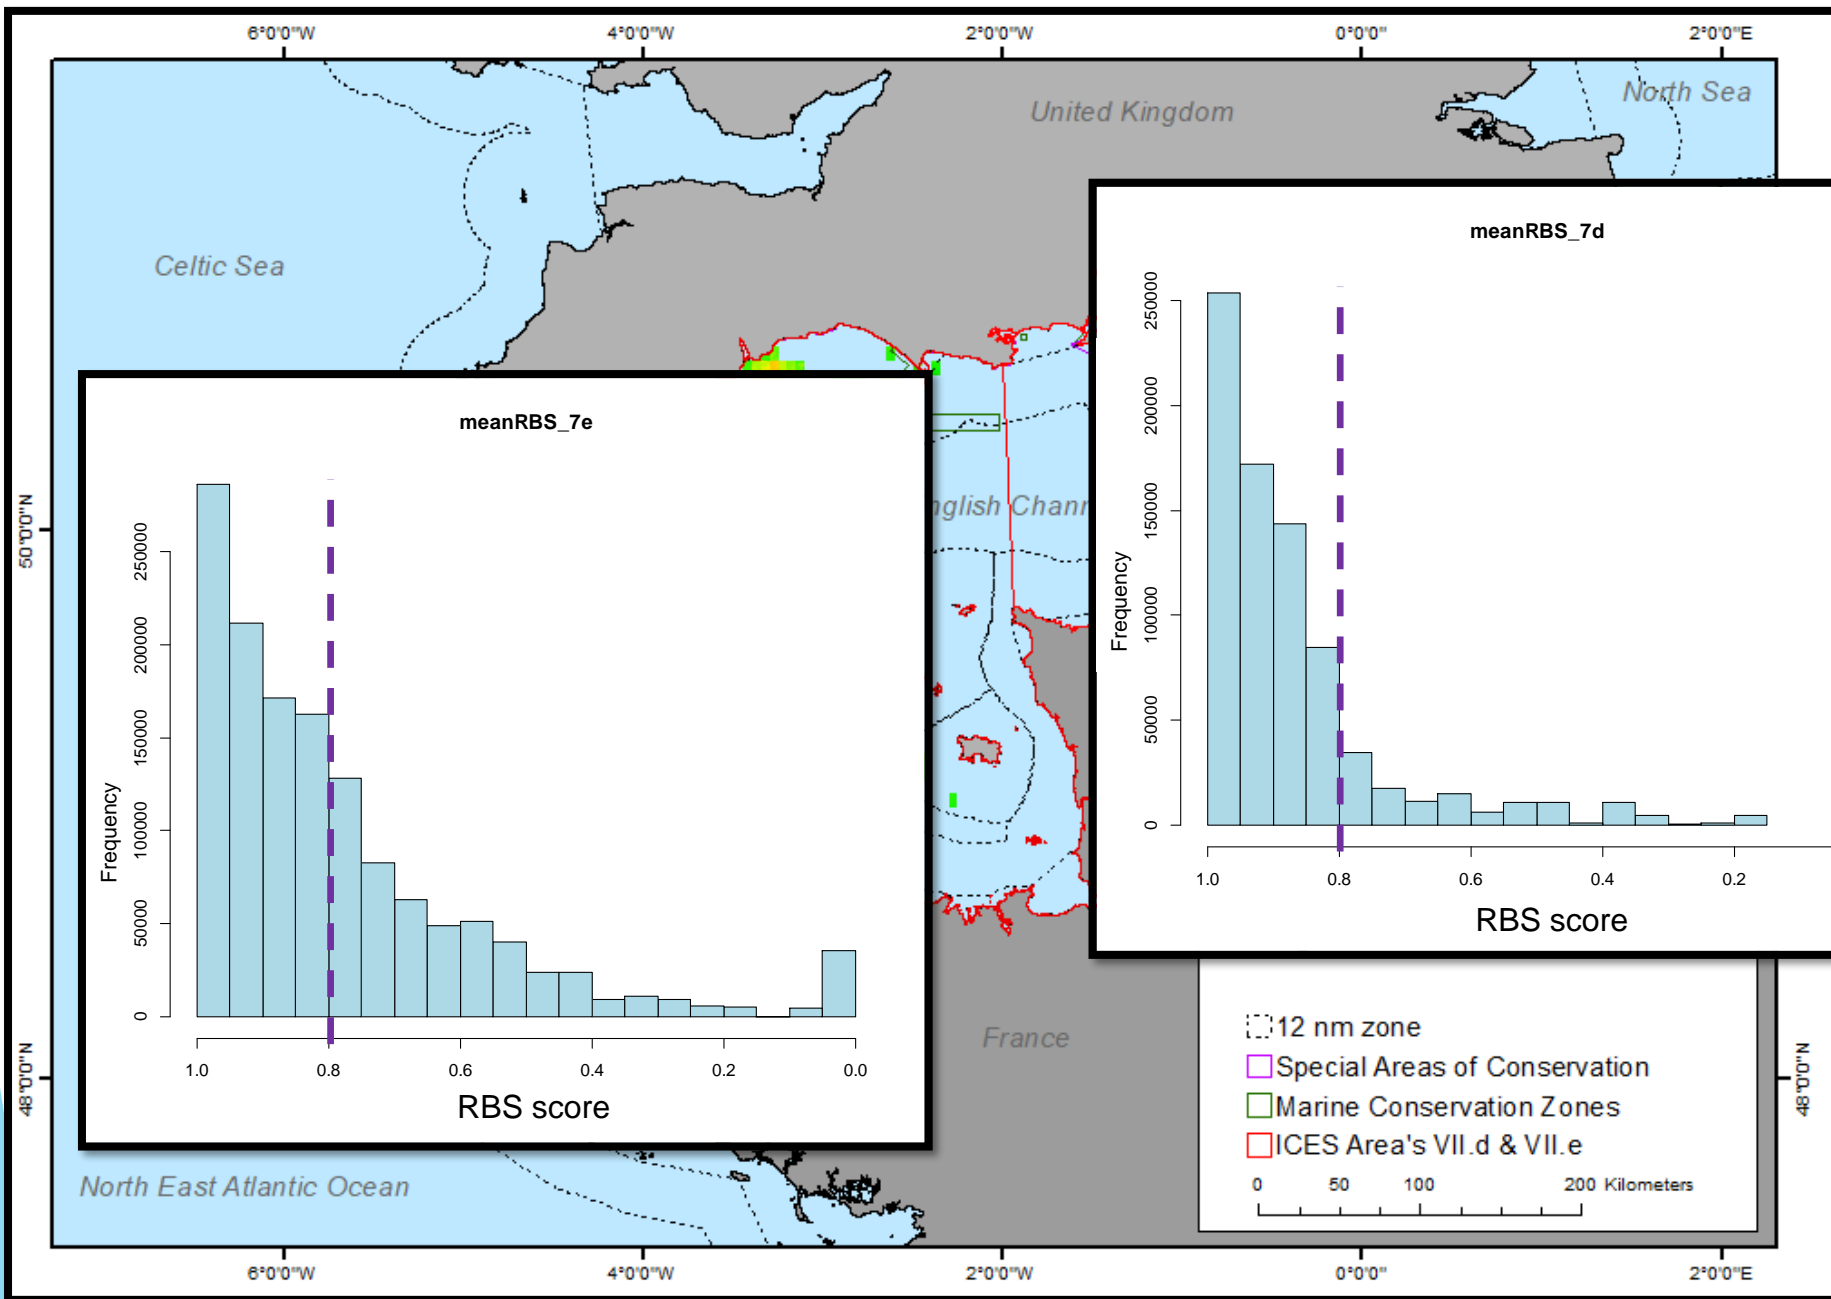 6°0'0"W 4°0'0"W 2°0'0"W 0°0'0" 2°0'0"E
United Kingdom
North Sea
Celtic Sea
meanRBS_7d
Frequency
250000
200000
150000
100000
50000
0
1.0 0.8 0.6 0.4 0.2
RBS score
meanRBS_7e
Frequency
250000
200000
150000
100000
50000
0
1.0 0.8 0.6 0.4 0.2 0.0
RBS score
nglish Chann
50°0'0"N
48°0'0"N
48°0'0"N
France
North East Atlantic Ocean
12 nm zone
Special Areas of Conservation
Marine Conservation Zones
ICES Area's VII.d & VII.e
0 50 100 200 Kilometers
6°0'0"W 4°0'0"W 2°0'0"W 0°0'0" 2°0'0"E